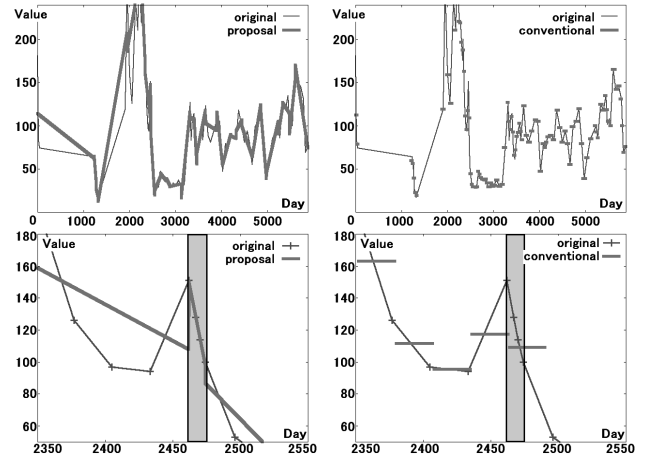 Value
original
proposal
200
150
100
50
0
1000
2000
3000
4000
5000
Day
Value
original
conventional
200
150
100
50
0
1000
2000
3000
4000
5000
Day
180
Value
original
proposal
160
140
120
100
80
60
Day
2350
2400
2450
2500
2550
180
Value
original
conventional
160
140
120
100
80
60
Day
2350
2400
2450
2500
2550